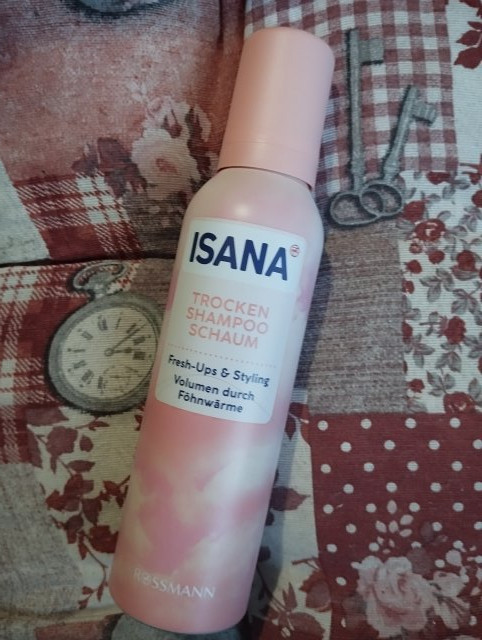 ISANA
TROCKEN
SHAMPOO
SCHAUM
Fresh-Ups & Styling
Volumen durch
Föhnwärme
ROSSMANN